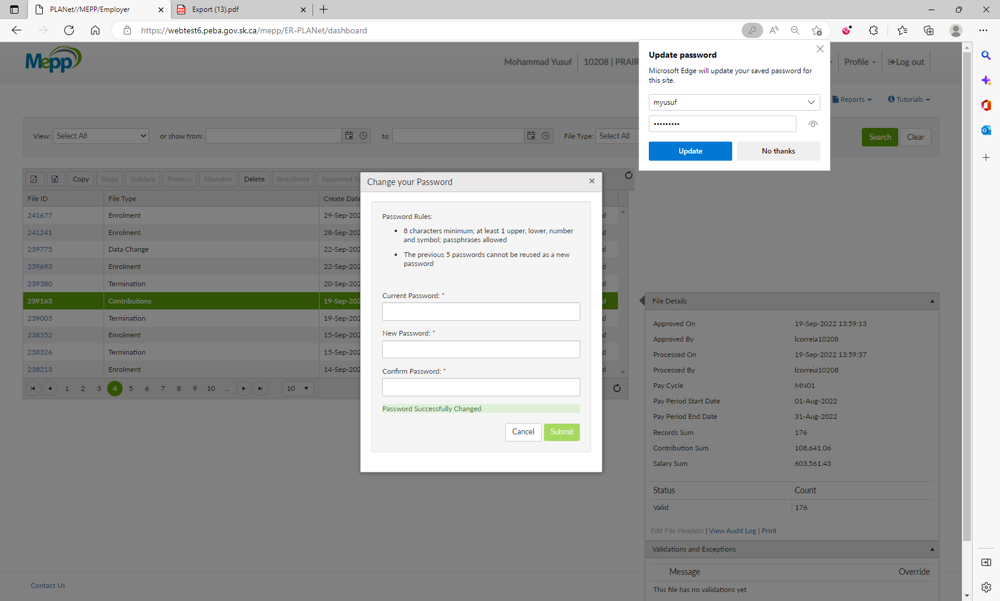 PLANet//MEPP/Employer
Export (13).pdf
https://webtest6.peba.gov.sk.ca/mepp/ER-PLANet/dashboard
Mepp
Mohammad Yusuf
10208 | PRAIR
Profile
Log out
Reports
Tutorials
Update password
Microsoft Edge will update your saved password for
this site.
myusuf
•••••••••
Update
No thanks
View:
Select All
or show from:
to:
File Type:
Select All
Search
Clear
Copy
Stage
Validate
Process
Abandon
Delete
Reactivate
Approved Sa
File ID
File Type
Create Date
241677
Enrolment
29-Sep-202
d
241241
Enrolment
28-Sep-202
d
239775
Data Change
22-Sep-202
d
239693
Enrolment
22-Sep-202
d
239380
Termination
20-Sep-202
d
239163
Contributions
19-Sep-202
d
239003
Termination
19-Sep-202
d
238352
Enrolment
15-Sep-202
d
238326
Termination
15-Sep-202
d
238213
Enrolment
14-Sep-202
d
1 2 3 4 5 6 7 8 9 10 ...
10
Change your Password
Password Rules:
• 8 characters minimum; at least 1 upper, lower, number
and symbol; passphrases allowed
• The previous 5 passwords cannot be reused as a new
password
Current Password: *
New Password: *
Confirm Password: *
Password Successfully Changed
Cancel
Submit
File Details
Approved On
19-Sep-2022 13:59:13
Approved By
lcorreia10208
Processed On
19-Sep-2022 13:59:37
Processed By
lcorreia10208
Pay Cycle
MN01
Pay Period Start Date
01-Aug-2022
Pay Period End Date
31-Aug-2022
Records Sum
176
Contribution Sum
108,641.06
Salary Sum
603,561.43
Status
Count
Valid
176
Edit File Headers | View Audit Log | Print
Validations and Exceptions
Message
Override
This file has no validations yet
Contact Us